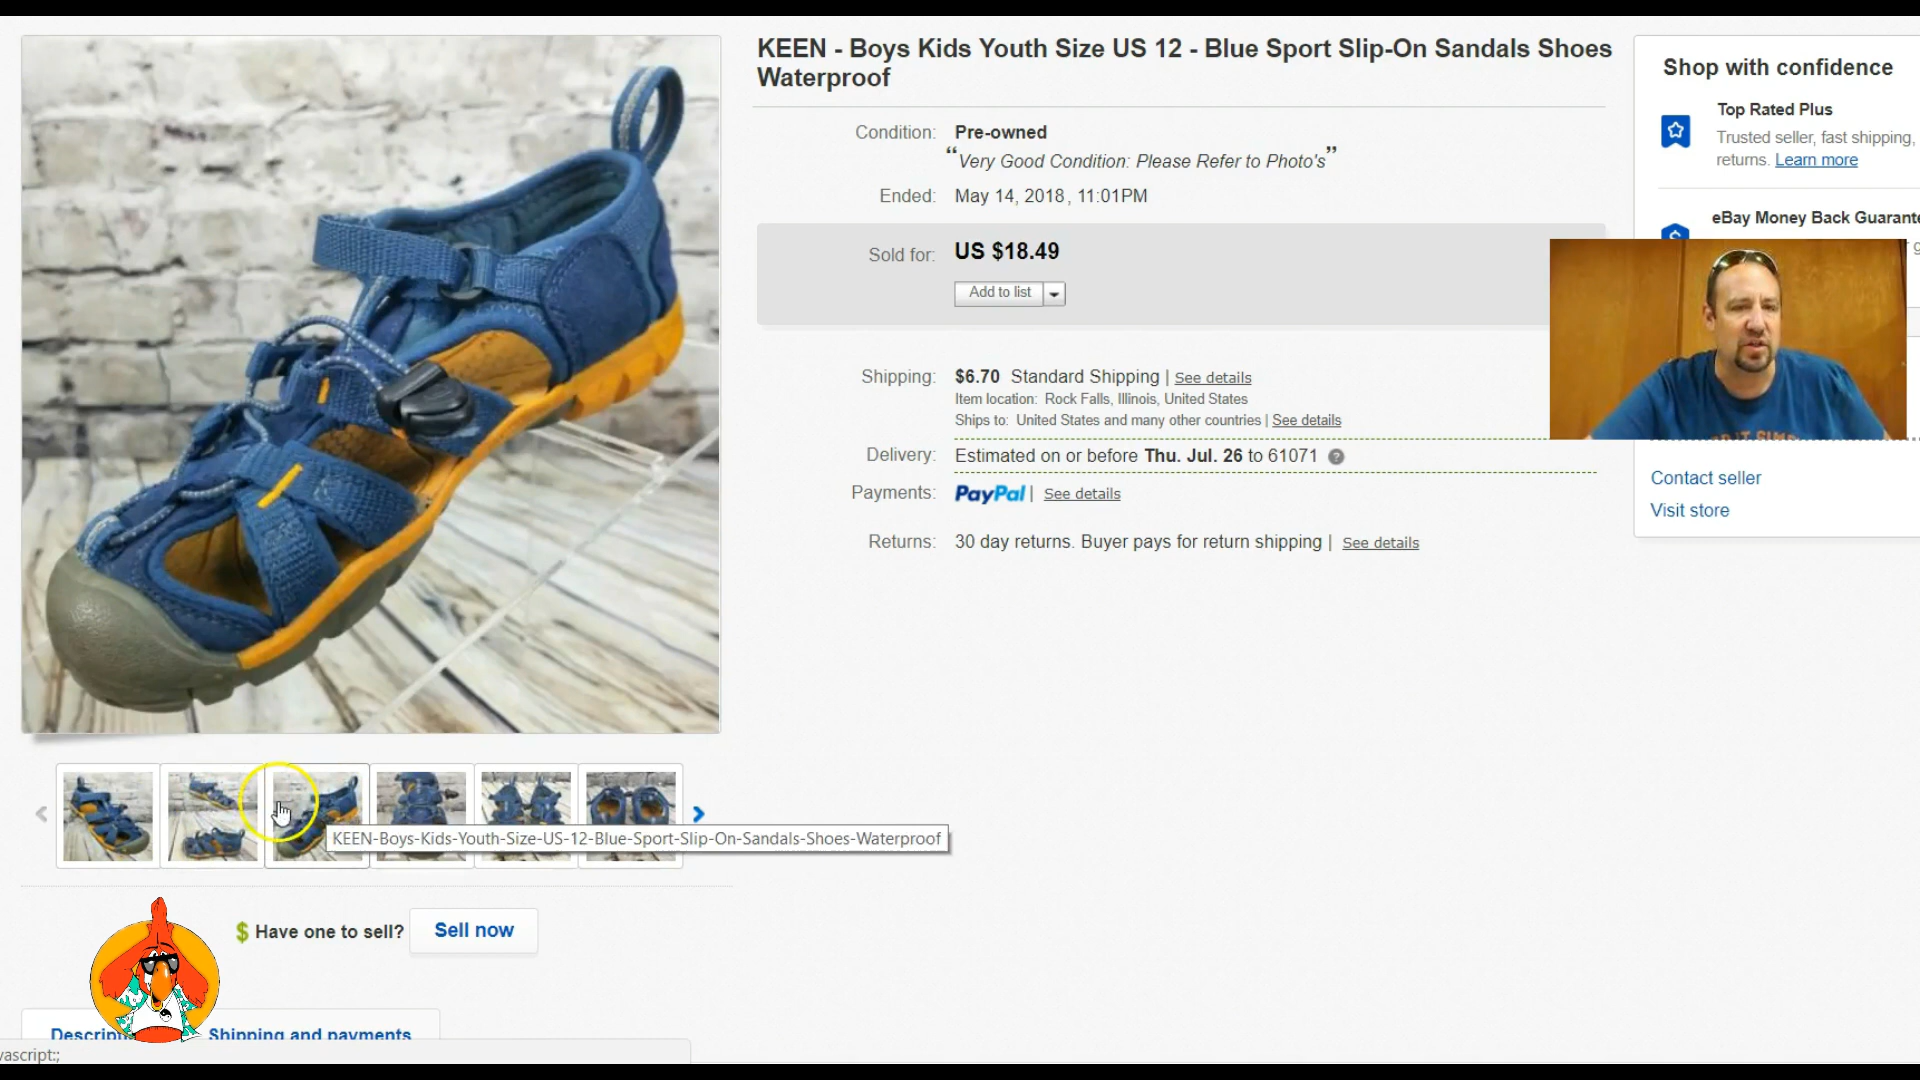 KEEN - Boys Kids Youth Size US 12 - Blue Sport Slip-On Sandals Shoes
Waterproof
Condition: Pre-owned
“Very Good Condition: Please Refer to Photo's”
Ended: May 14, 2018, 11:01PM
Sold for: US $18.49
Add to list
Shipping: $6.70 Standard Shipping | See details
Item location: Rock Falls, Illinois, United States
Ships to: United States and many other countries | See details
Delivery: Estimated on or before Thu. Jul. 26 to 61071 ?
Payments: PayPal | See details
Returns: 30 day returns. Buyer pays for return shipping | See details
Shop with confidence
Top Rated Plus
Trusted seller, fast shipping,
returns. Learn more
eBay Money Back Guarante
Contact seller
Visit store
KEEN-Boys-Kids-Youth-Size-US-12-Blue-Sport-Slip-On-Sandals-Shoes-Waterproof
$ Have one to sell? Sell now
Descrip
Shipping and payments
vascript:;